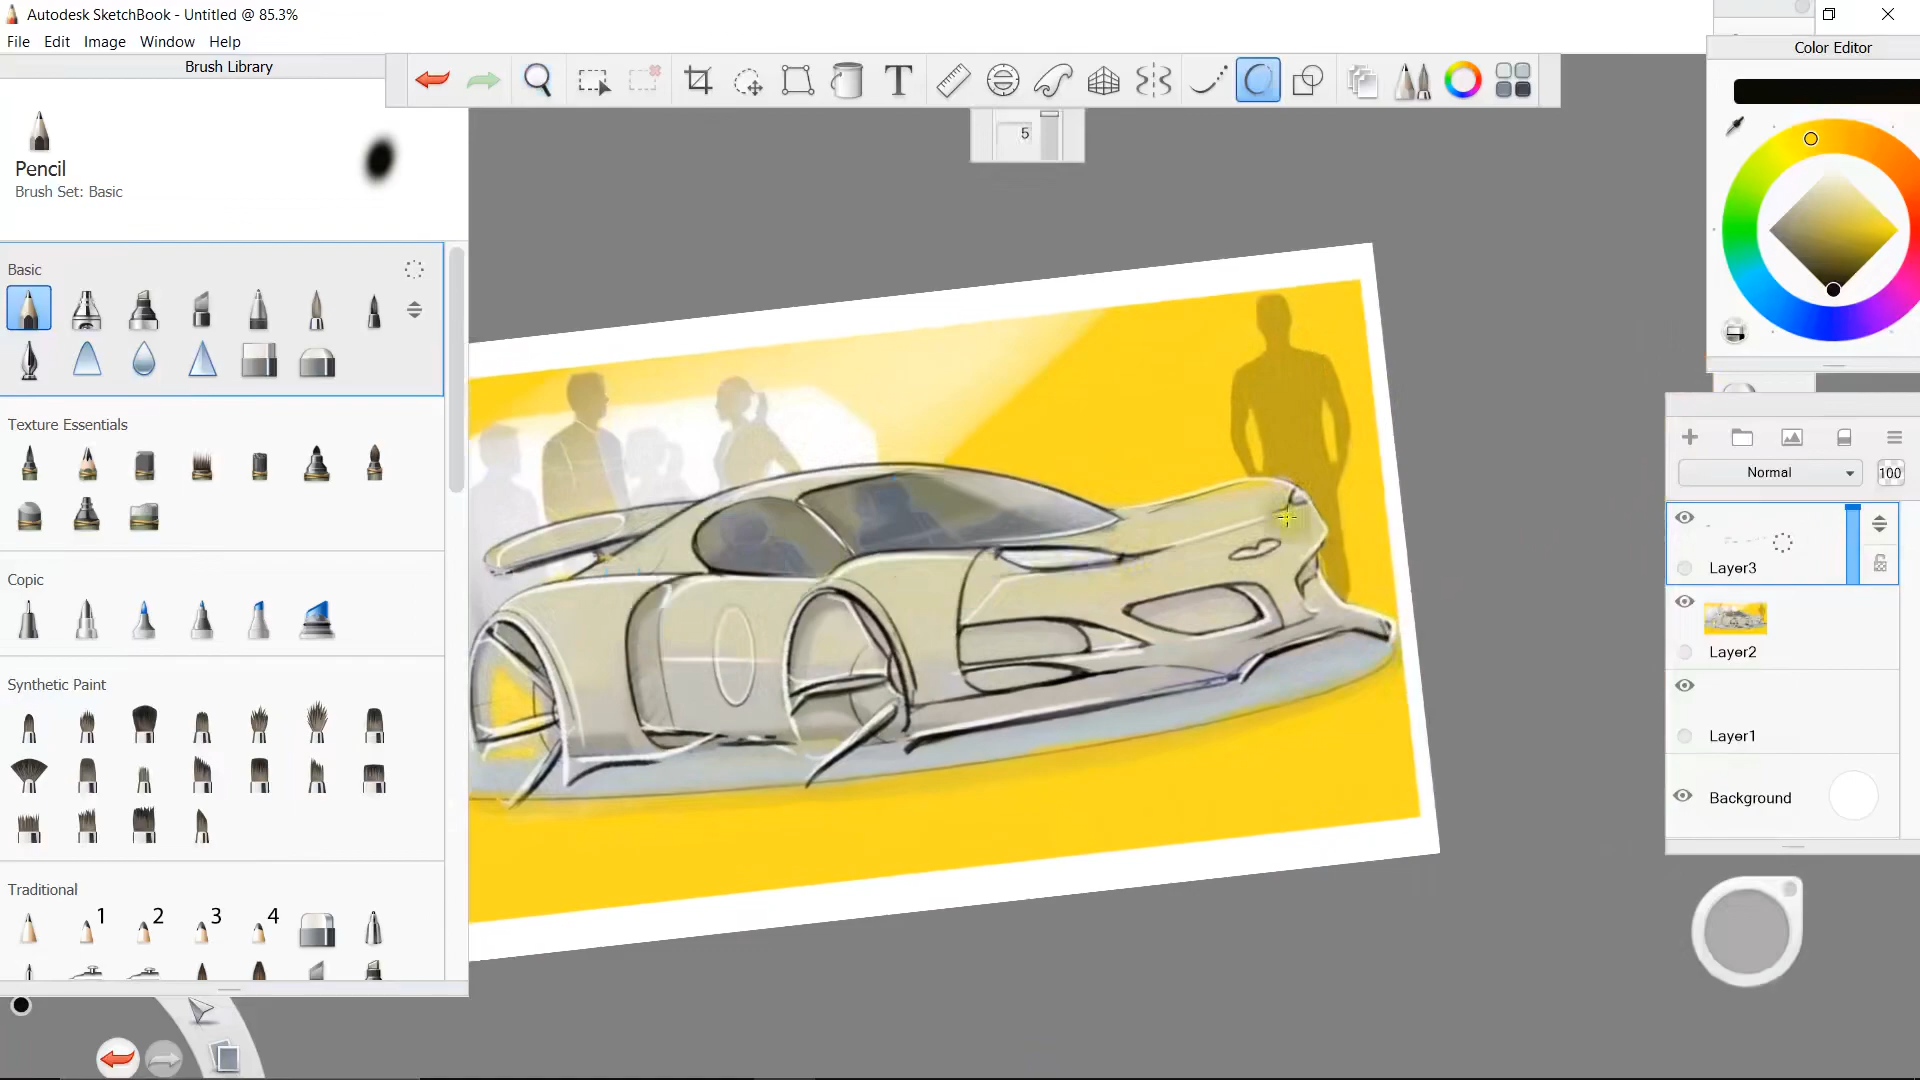 Autodesk SketchBook - Untitled @ 85.3%
File Edit Image Window Help
Brush Library
Color Editor
5
Pencil
Brush Set: Basic
Basic
Texture Essentials
Normal
100
Layer3
Copic
Layer2
Synthetic Paint
Layer1
Background
Traditional
1 2 3 4